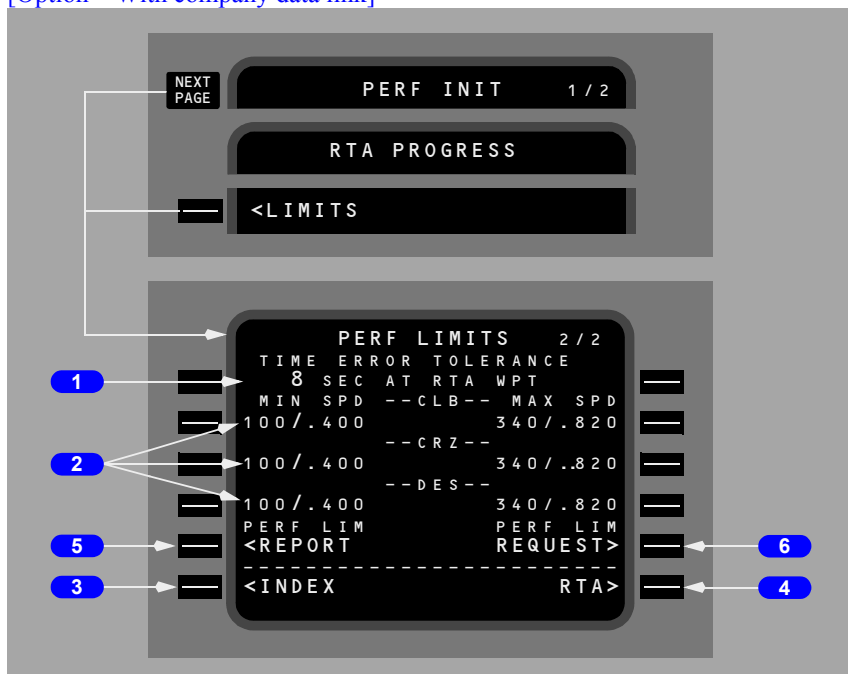 [Option - With company data link]
NEXT
PAGE
PERF INIT 1/2
RTA PROGRESS
<LIMITS
PERF LIMITS 2/2
TIME ERROR TOLERANCE
1
8 SEC AT RTA WPT
MIN SPD --CLB-- MAX SPD
100/.400 340/.820
--CRZ--
2
100/.400 340/..820
--DES--
100/.400 340/.820
PERF LIM PERF LIM
5 <REPORT REQUEST> 6
--------------------------
3 <INDEX RTA> 4